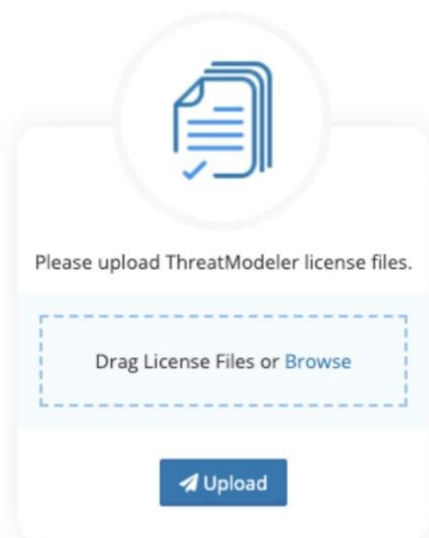 Please upload ThreatModeler license files.
Drag License Files or Browse
Upload